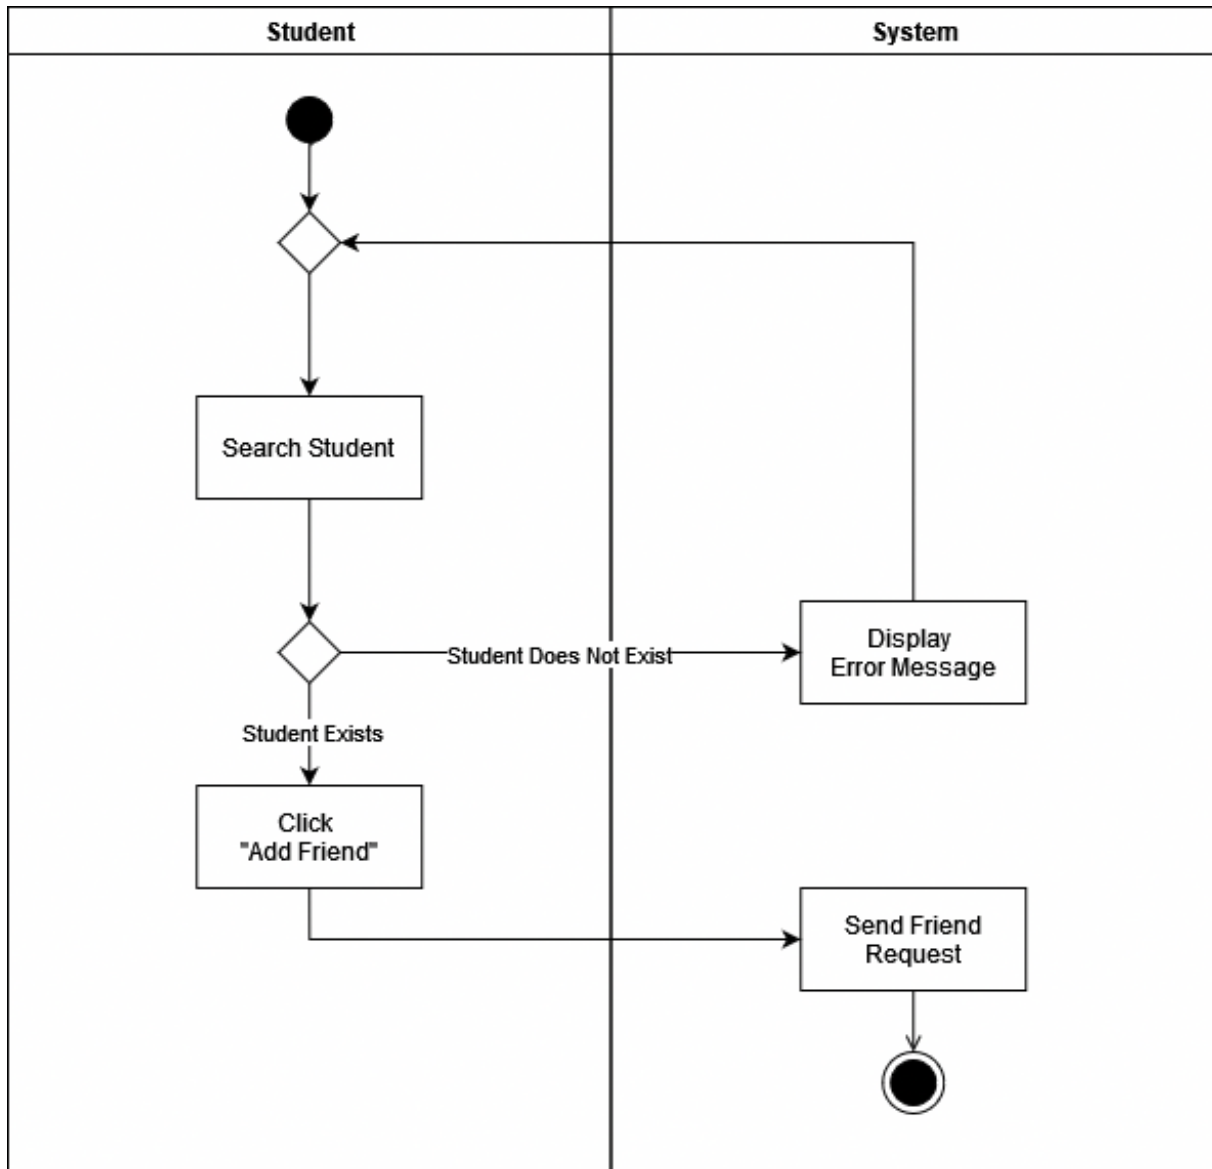 Student
System
Search Student
Student Does Not Exist
Display
Error Message
Student Exists
Click
"Add Friend"
Send Friend
Request